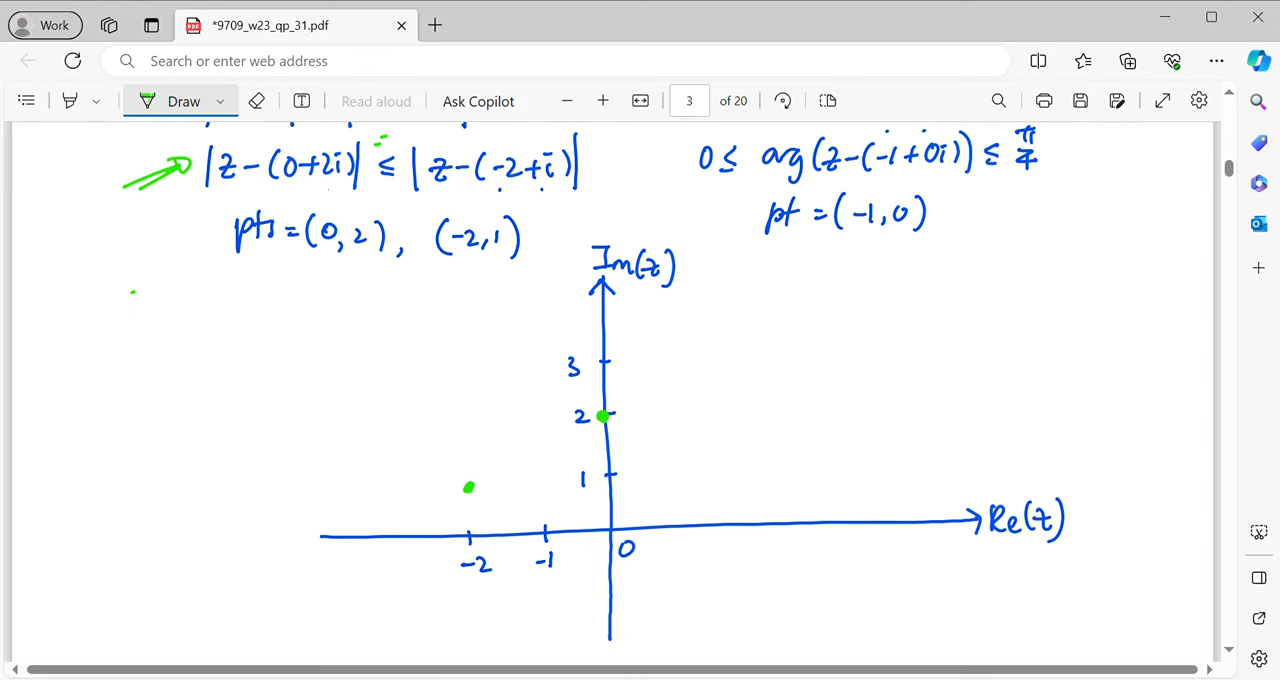 Work
*9709_w23_qp_31.pdf
Search or enter web address
Draw
Read aloud
Ask Copilot
3 of 20
|z-(0+2i)| ≤ |z-(-2+i)|
0 ≤ arg(z-(-i+0i)) ≤ π/4
pts = (0,2), (-2,1)
pt = (-1,0)
Im(z)
3
2
1
Re(z)
-2 -1 0